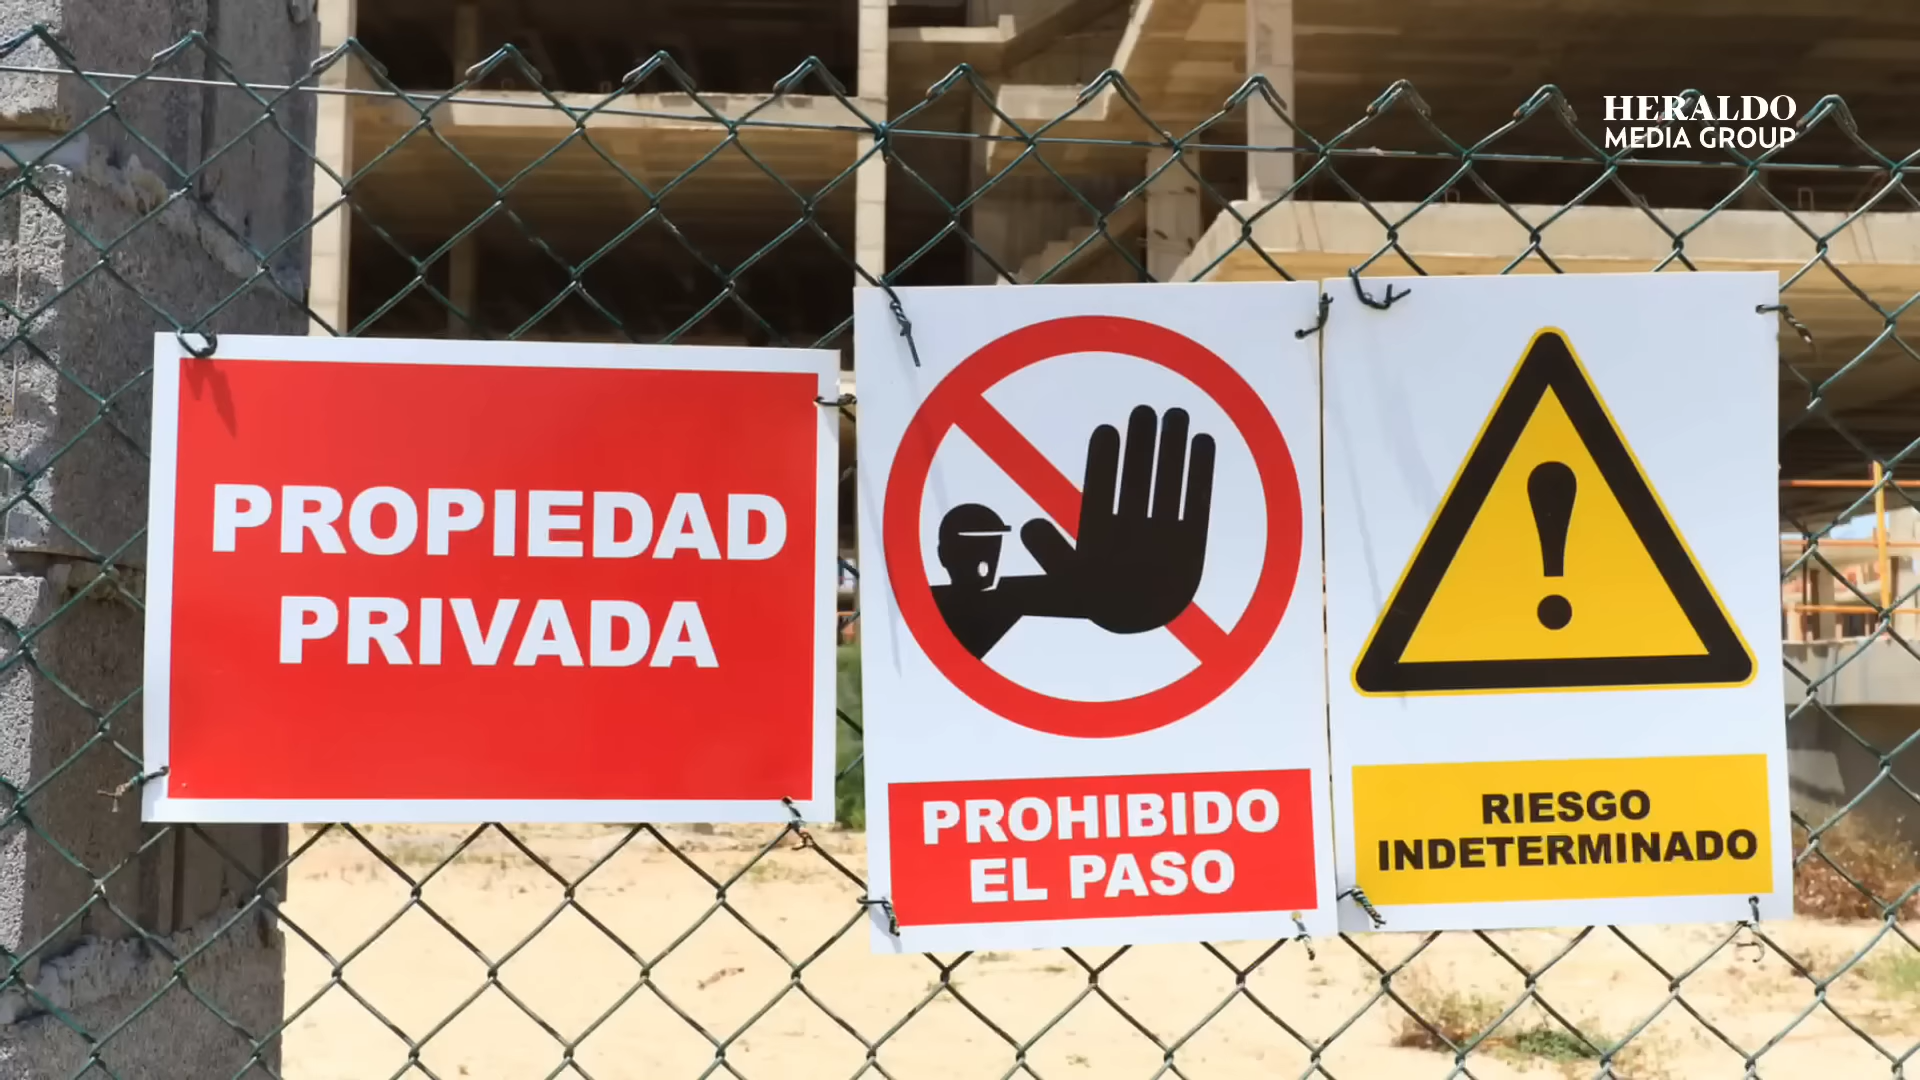 HERALDO
MEDIA GROUP
PROPIEDAD
PRIVADA
PROHIBIDO
EL PASO
RIESGO
INDETERMINADO